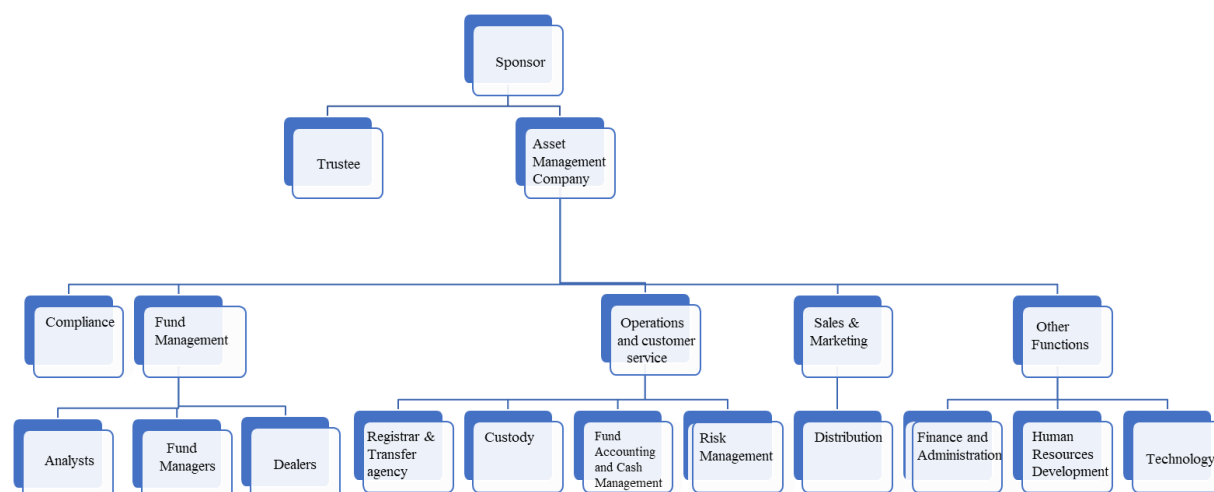 Sponsor
Trustee
Asset
Management
Company
Compliance
Fund
Management
Operations
and customer
service
Sales &
Marketing
Other
Functions
Analysts
Fund
Managers
Dealers
Registrar &
Transfer
agency
Custody
Fund
Accounting
and Cash
Management
Risk
Management
Distribution
Finance and
Administration
Human
Resources
Development
Technology